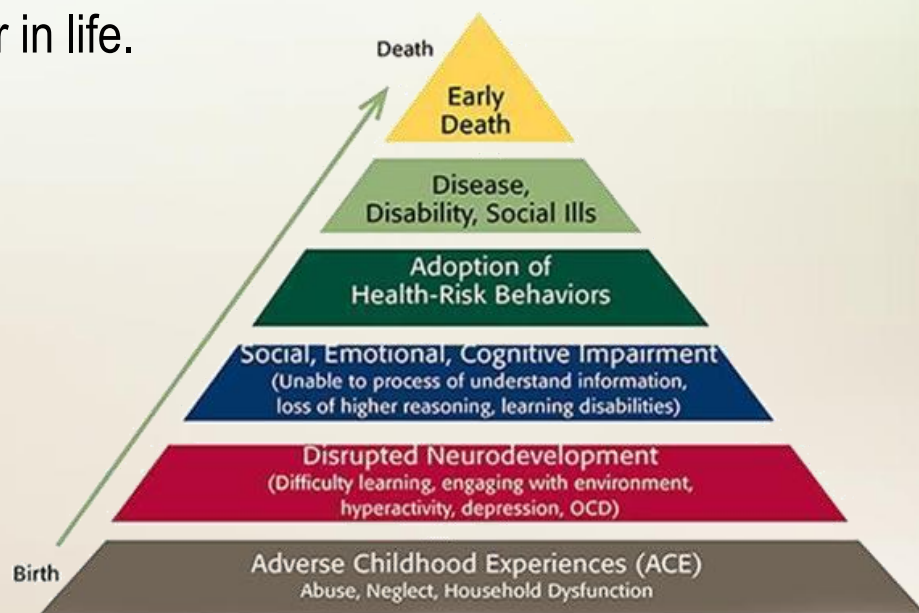 r in life.
Death
Early
Death
Disease,
Disability, Social Ills
Adoption of
Health-Risk Behaviors
Social, Emotional, Cognitive Impairment
(Unable to process of understand information,
loss of higher reasoning, learning disabilities)
Disrupted Neurodevelopment
(Difficulty learning, engaging with environment,
hyperactivity, depression, OCD)
Adverse Childhood Experiences (ACE)
Abuse, Neglect, Household Dysfunction
Birth